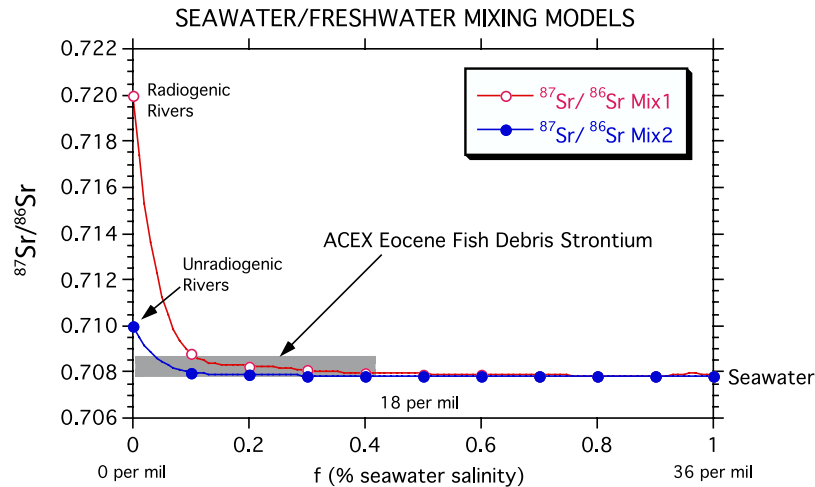 SEAWATER/FRESHWATER MIXING MODELS
0.722
0.720
0.718
0.716
0.714
0.712
0.710
0.708
0.706
⁸⁷Sr/⁸⁶Sr
Radiogenic
Rivers
⁸⁷Sr/ ⁸⁶Sr Mix1
⁸⁷Sr/ ⁸⁶Sr Mix2
ACEX Eocene Fish Debris Strontium
Unradiogenic
Rivers
Seawater
18 per mil
0 0.2 0.4 0.6 0.8 1
0 per mil f (% seawater salinity) 36 per mil